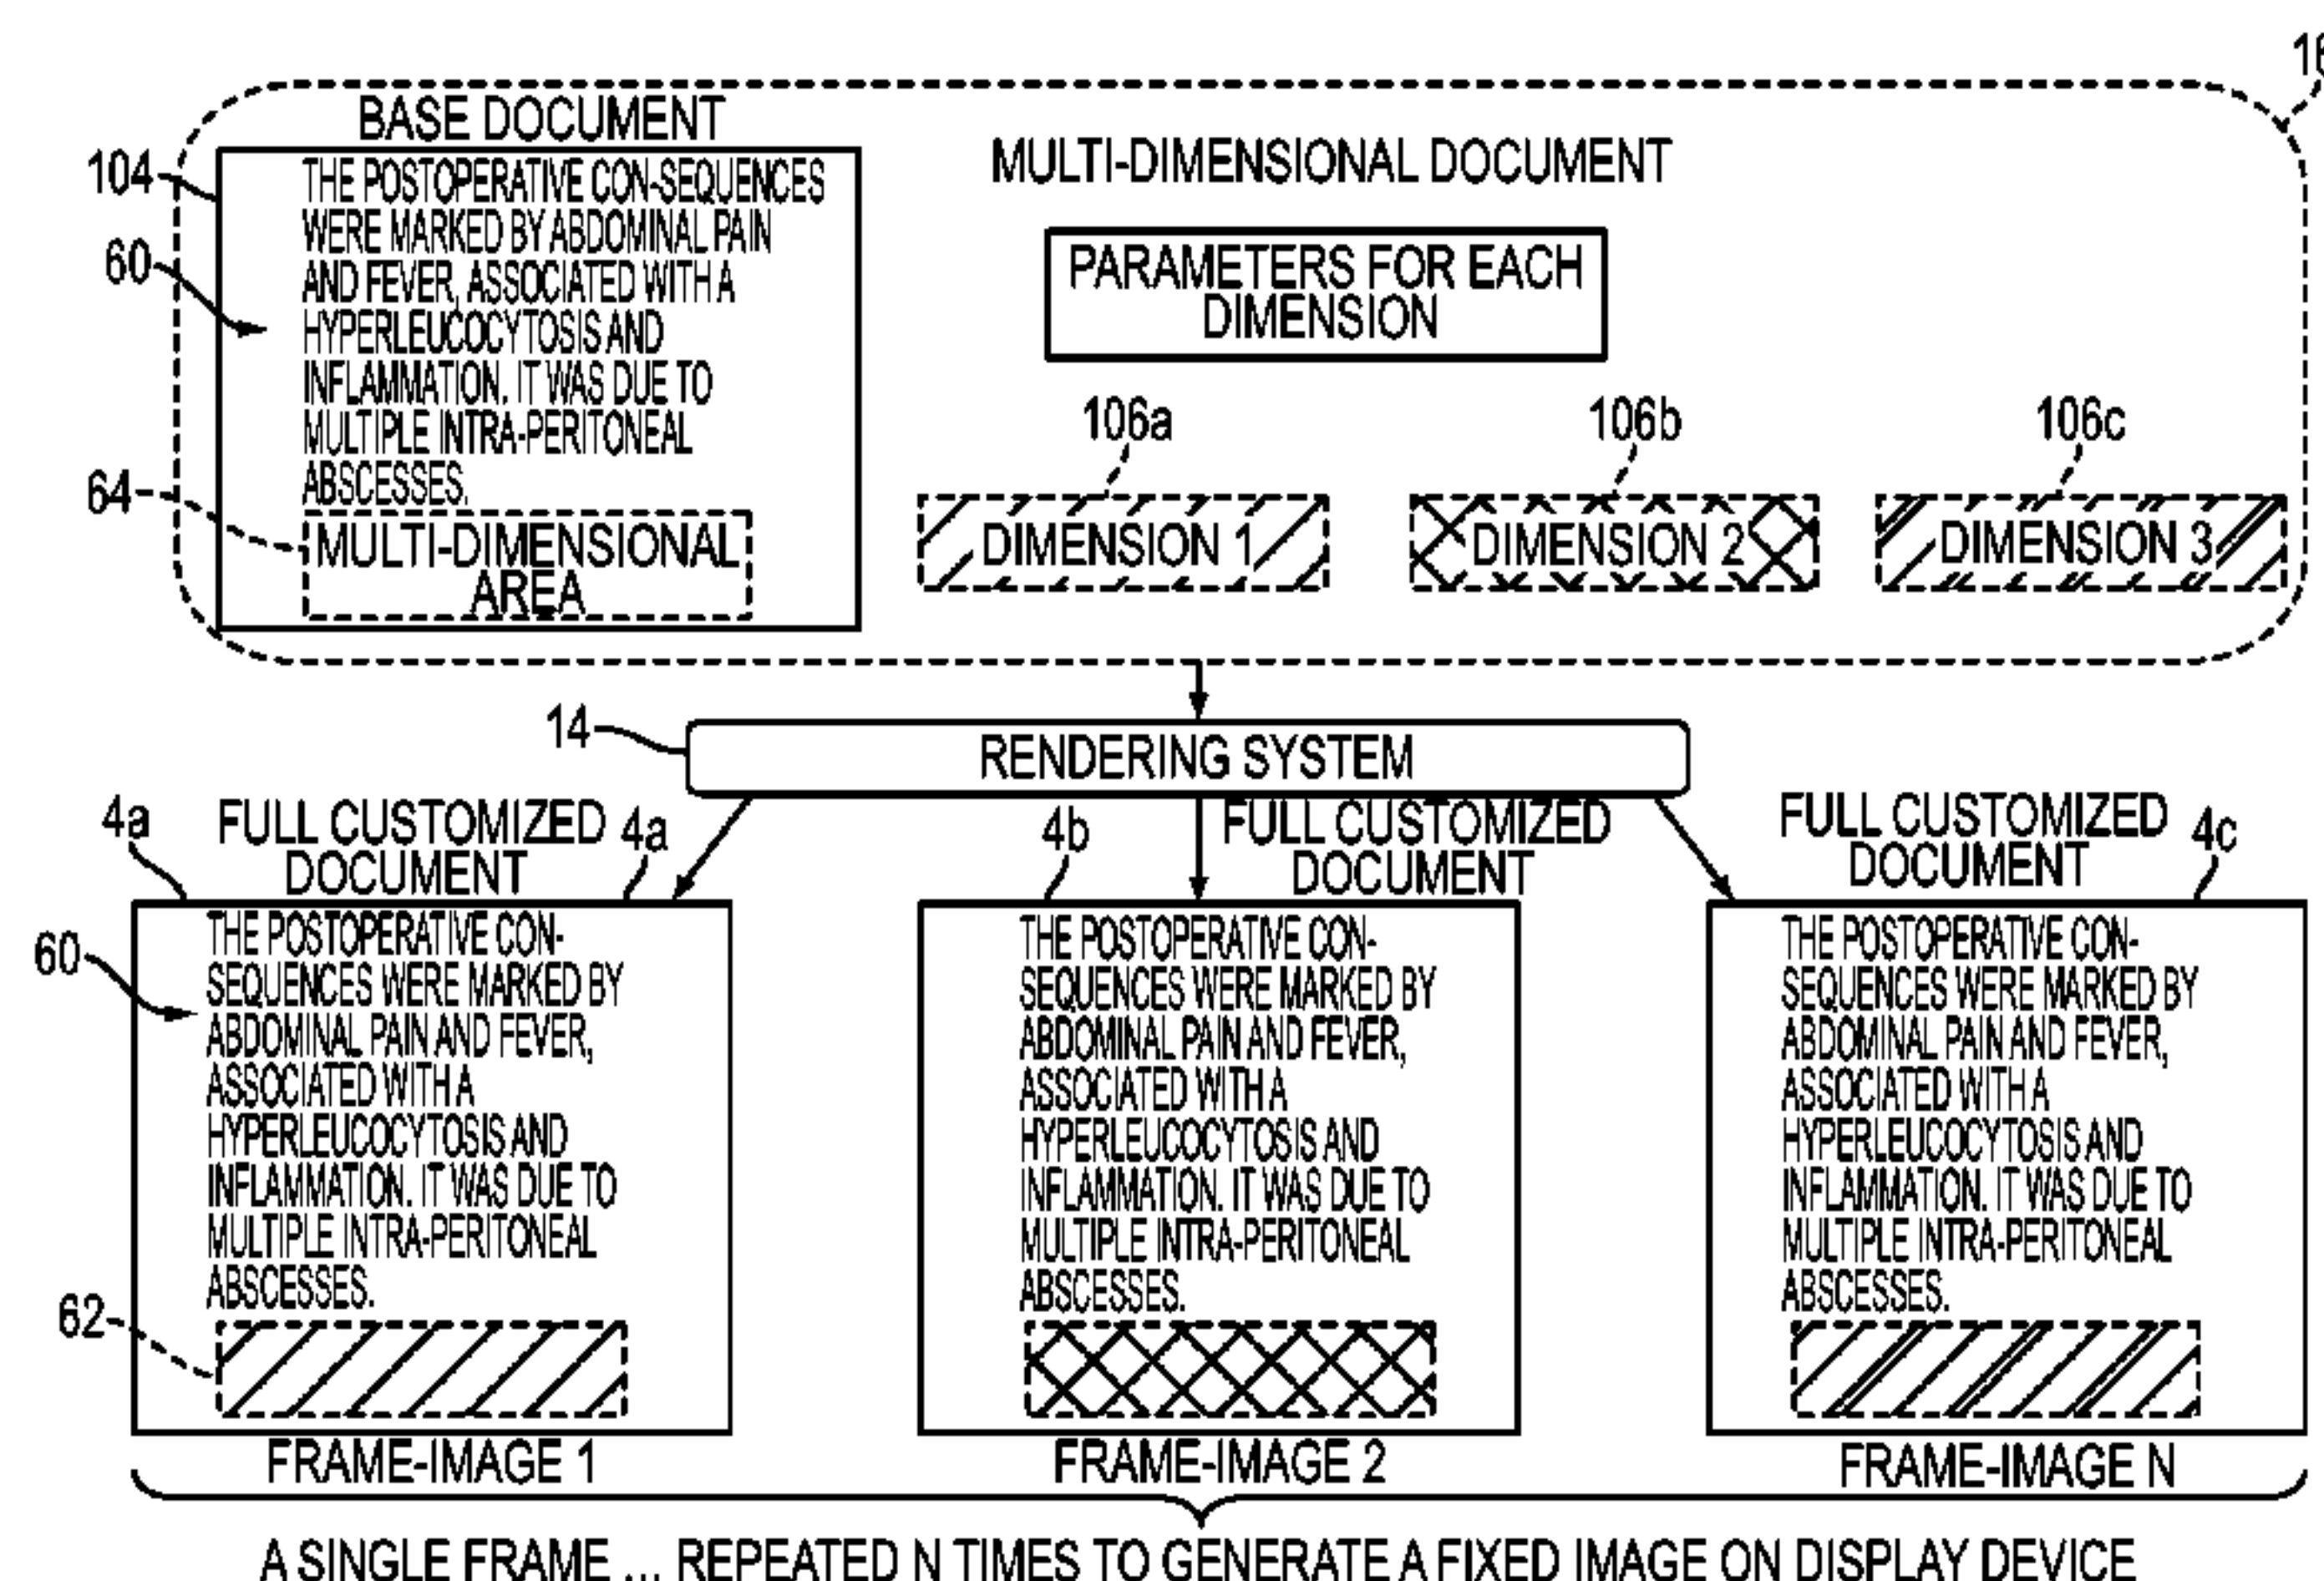 BASE DOCUMENT
104
THE POSTOPERATIVE CON-SEQUENCES
WERE MARKED BY ABDOMINAL PAIN
AND FEVER, ASSOCIATED WITH A
HYPERLEUCOCYTOSIS AND
INFLAMMATION. IT WAS DUE TO
MULTIPLE INTRA-PERITONEAL
ABSCESSES.
60
64
MULTI-DIMENSIONAL
AREA
MULTI-DIMENSIONAL DOCUMENT
PARAMETERS FOR EACH
DIMENSION
106a
106b
106c
DIMENSION 1
DIMENSION 2
DIMENSION 3
14
RENDERING SYSTEM
4a
FULL CUSTOMIZED
DOCUMENT
4a
60
THE POSTOPERATIVE CON-
SEQUENCES WERE MARKED BY
ABDOMINAL PAIN AND FEVER,
ASSOCIATED WITH A
HYPERLEUCOCYTOSIS AND
INFLAMMATION. IT WAS DUE TO
MULTIPLE INTRA-PERITONEAL
ABSCESSES.
62
FRAME-IMAGE 1
4b
FULL CUSTOMIZED
DOCUMENT
THE POSTOPERATIVE CON-
SEQUENCES WERE MARKED BY
ABDOMINAL PAIN AND FEVER,
ASSOCIATED WITH A
HYPERLEUCOCYTOSIS AND
INFLAMMATION. IT WAS DUE TO
MULTIPLE INTRA-PERITONEAL
ABSCESSES.
FRAME-IMAGE 2
FULL CUSTOMIZED
DOCUMENT
4c
THE POSTOPERATIVE CON-
SEQUENCES WERE MARKED BY
ABDOMINAL PAIN AND FEVER,
ASSOCIATED WITH A
HYPERLEUCOCYTOSIS AND
INFLAMMATION. IT WAS DUE TO
MULTIPLE INTRA-PERITONEAL
ABSCESSES.
FRAME-IMAGE N
A SINGLE FRAME ... REPEATED N TIMES TO GENERATE A FIXED IMAGE ON DISPLAY DEVICE